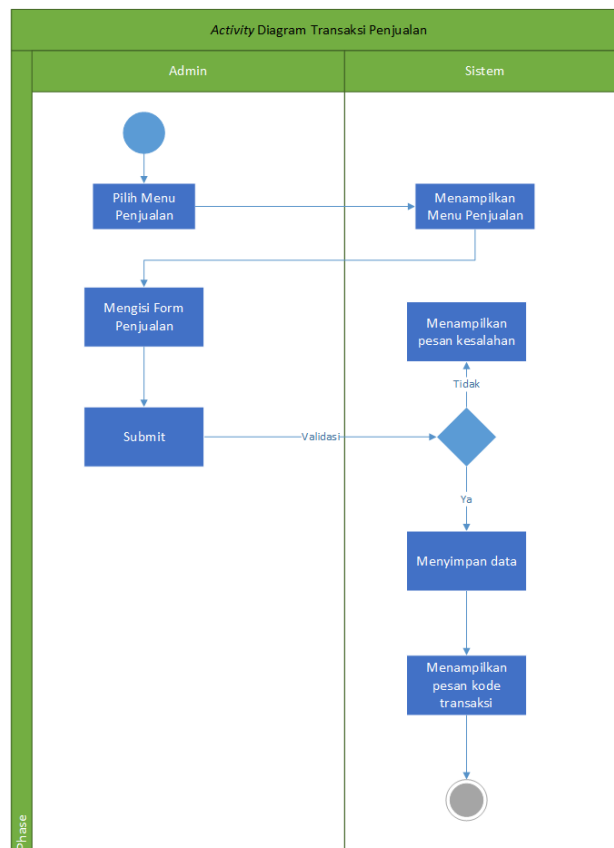 Activity Diagram Transaksi Penjualan
Admin
Sistem
Pilih Menu
Penjualan
Menampilkan
Menu Penjualan
Mengisi Form
Penjualan
Menampilkan
pesan kesalahan
Tidak
Submit
Validasi
Ya
Menyimpan data
Menampilkan
pesan kode
transaksi
Phase